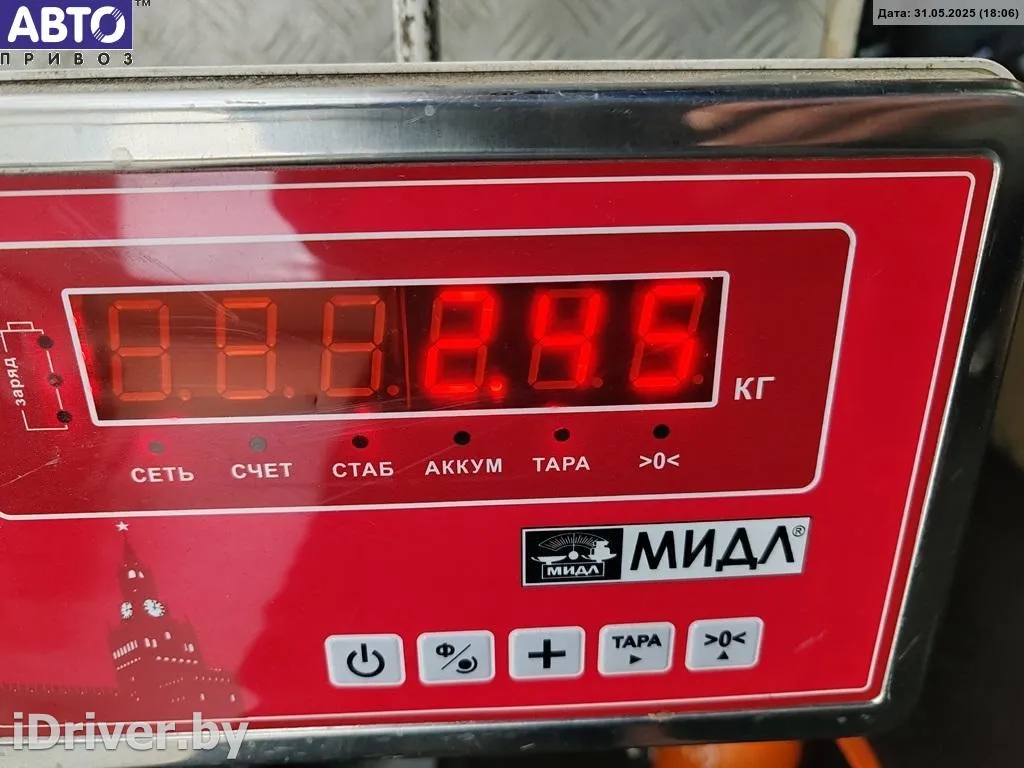 АВТО™
ПРИВОЗ
Дата: 31.05.2025 (18:06)
заряд
2.45
кг
СЕТЬ СЧЕТ СТАБ АККУМ ТАРА >0<
МИДЛ
МИДЛ®
Ф ТАРА >0<
iDriver.by